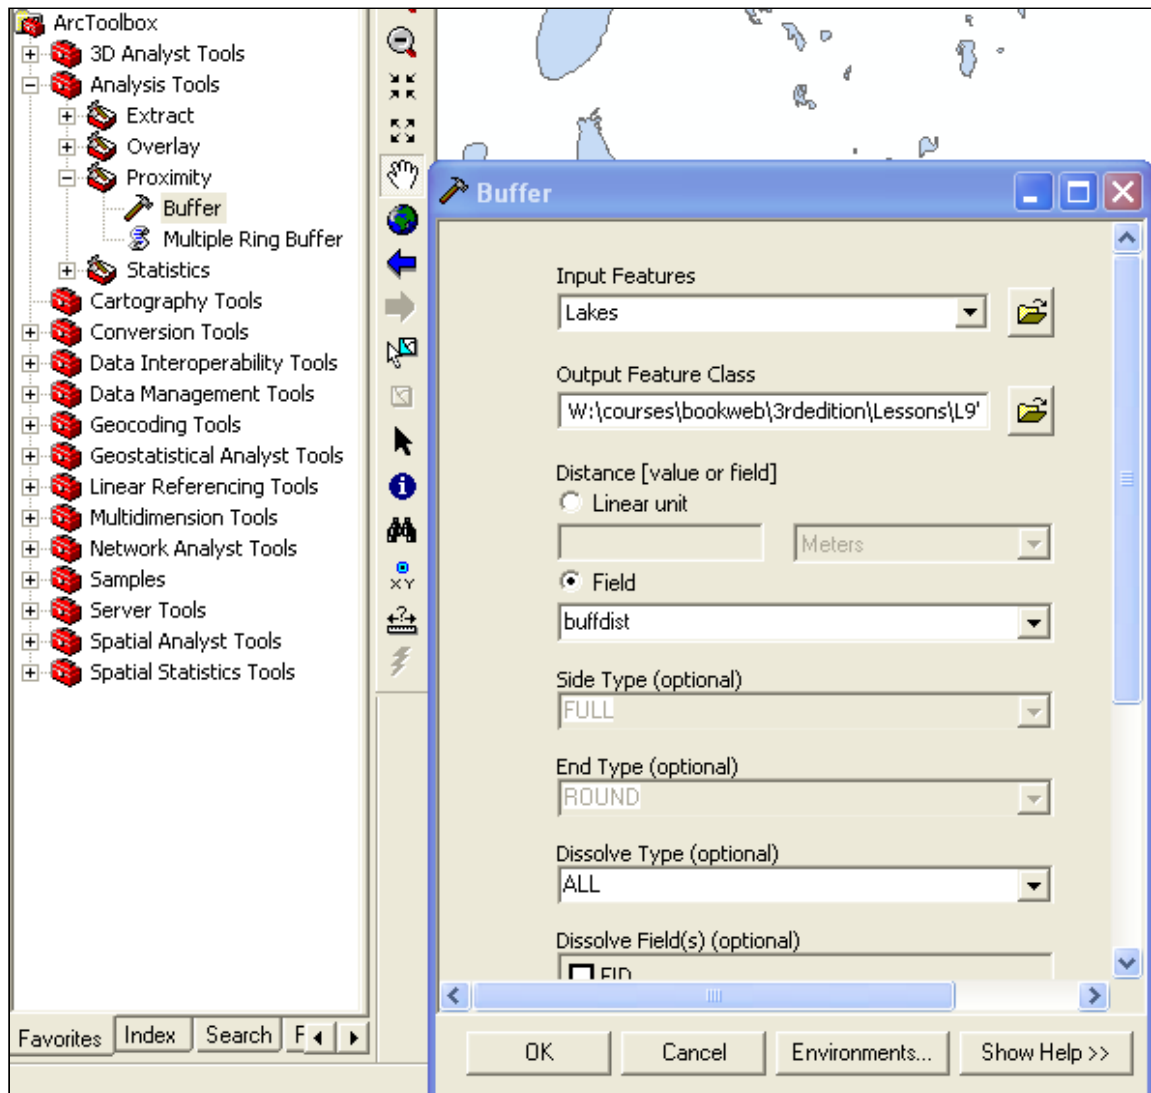 ArcToolbox
3D Analyst Tools
Analysis Tools
Extract
Overlay
Proximity
Buffer
Multiple Ring Buffer
Statistics
Cartography Tools
Conversion Tools
Data Interoperability Tools
Data Management Tools
Geocoding Tools
Geostatistical Analyst Tools
Linear Referencing Tools
Multidimension Tools
Network Analyst Tools
Samples
Server Tools
Spatial Analyst Tools
Spatial Statistics Tools
Favorites Index Search
XY
Buffer
Input Features
Lakes
Output Feature Class
W:\courses\bookweb\3rdedition\Lessons\L9'
Distance [value or field]
Linear unit
Meters
Field
buffdist
Side Type (optional)
FULL
End Type (optional)
ROUND
Dissolve Type (optional)
ALL
Dissolve Field(s) (optional)
FID
OK Cancel Environments... Show Help >>